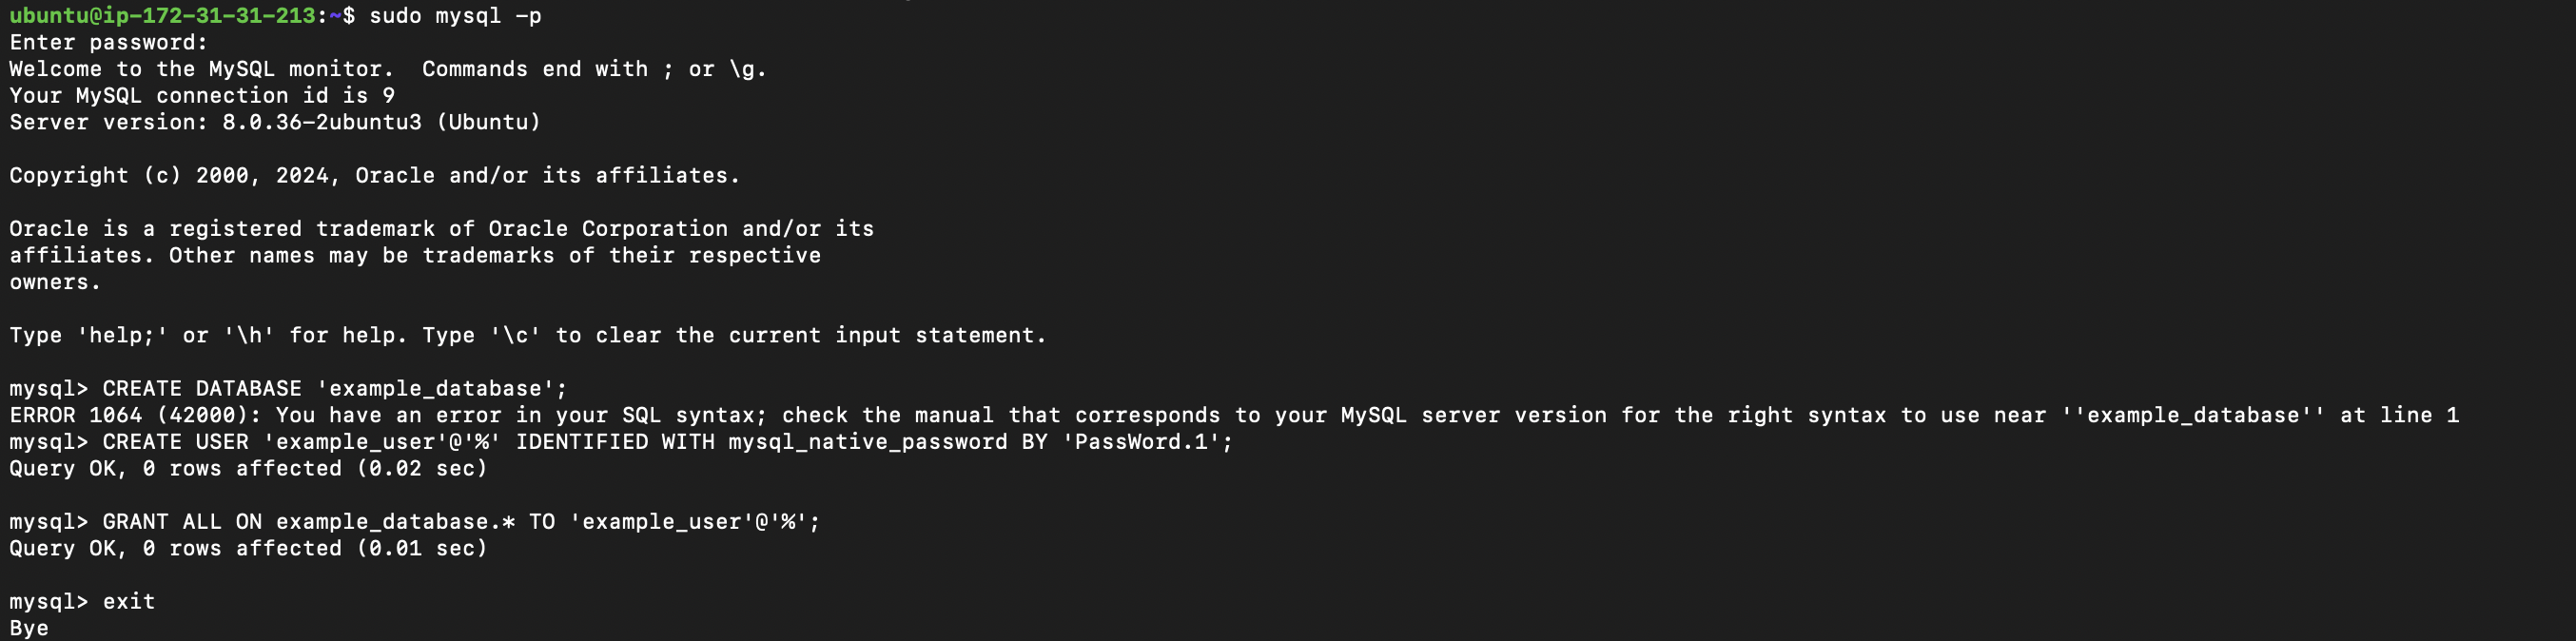 ubuntu@ip-172-31-31-213:~$ sudo mysql -p
Enter password:
Welcome to the MySQL monitor.  Commands end with ; or \g.
Your MySQL connection id is 9
Server version: 8.0.36-2ubuntu3 (Ubuntu)

Copyright (c) 2000, 2024, Oracle and/or its affiliates.

Oracle is a registered trademark of Oracle Corporation and/or its
affiliates. Other names may be trademarks of their respective
owners.

Type 'help;' or '\h' for help. Type '\c' to clear the current input statement.

mysql> CREATE DATABASE 'example_database';
ERROR 1064 (42000): You have an error in your SQL syntax; check the manual that corresponds to your MySQL server version for the right syntax to use near ''example_database'' at line 1
mysql> CREATE USER 'example_user'@'%' IDENTIFIED WITH mysql_native_password BY 'PassWord.1';
Query OK, 0 rows affected (0.02 sec)

mysql> GRANT ALL ON example_database.* TO 'example_user'@'%';
Query OK, 0 rows affected (0.01 sec)

mysql> exit
Bye